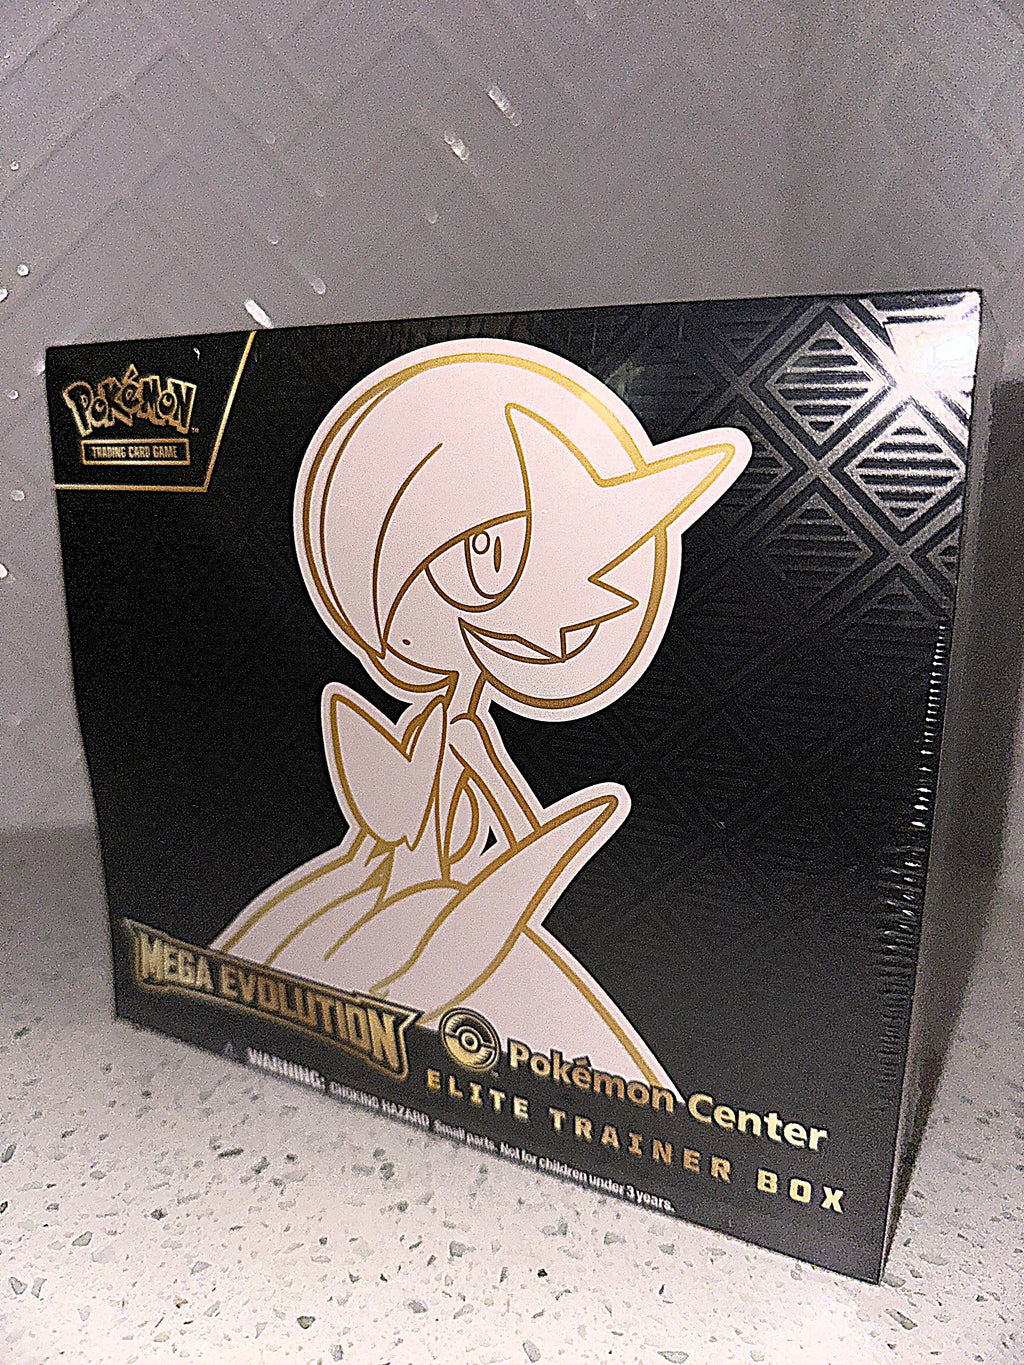 POKÉMON™
TRADING CARD GAME
MEGA EVOLUTION
Pokémon Center
ELITE TRAINER BOX
⚠ WARNING: CHOKING HAZARD. Small parts. Not for children under 3 years.